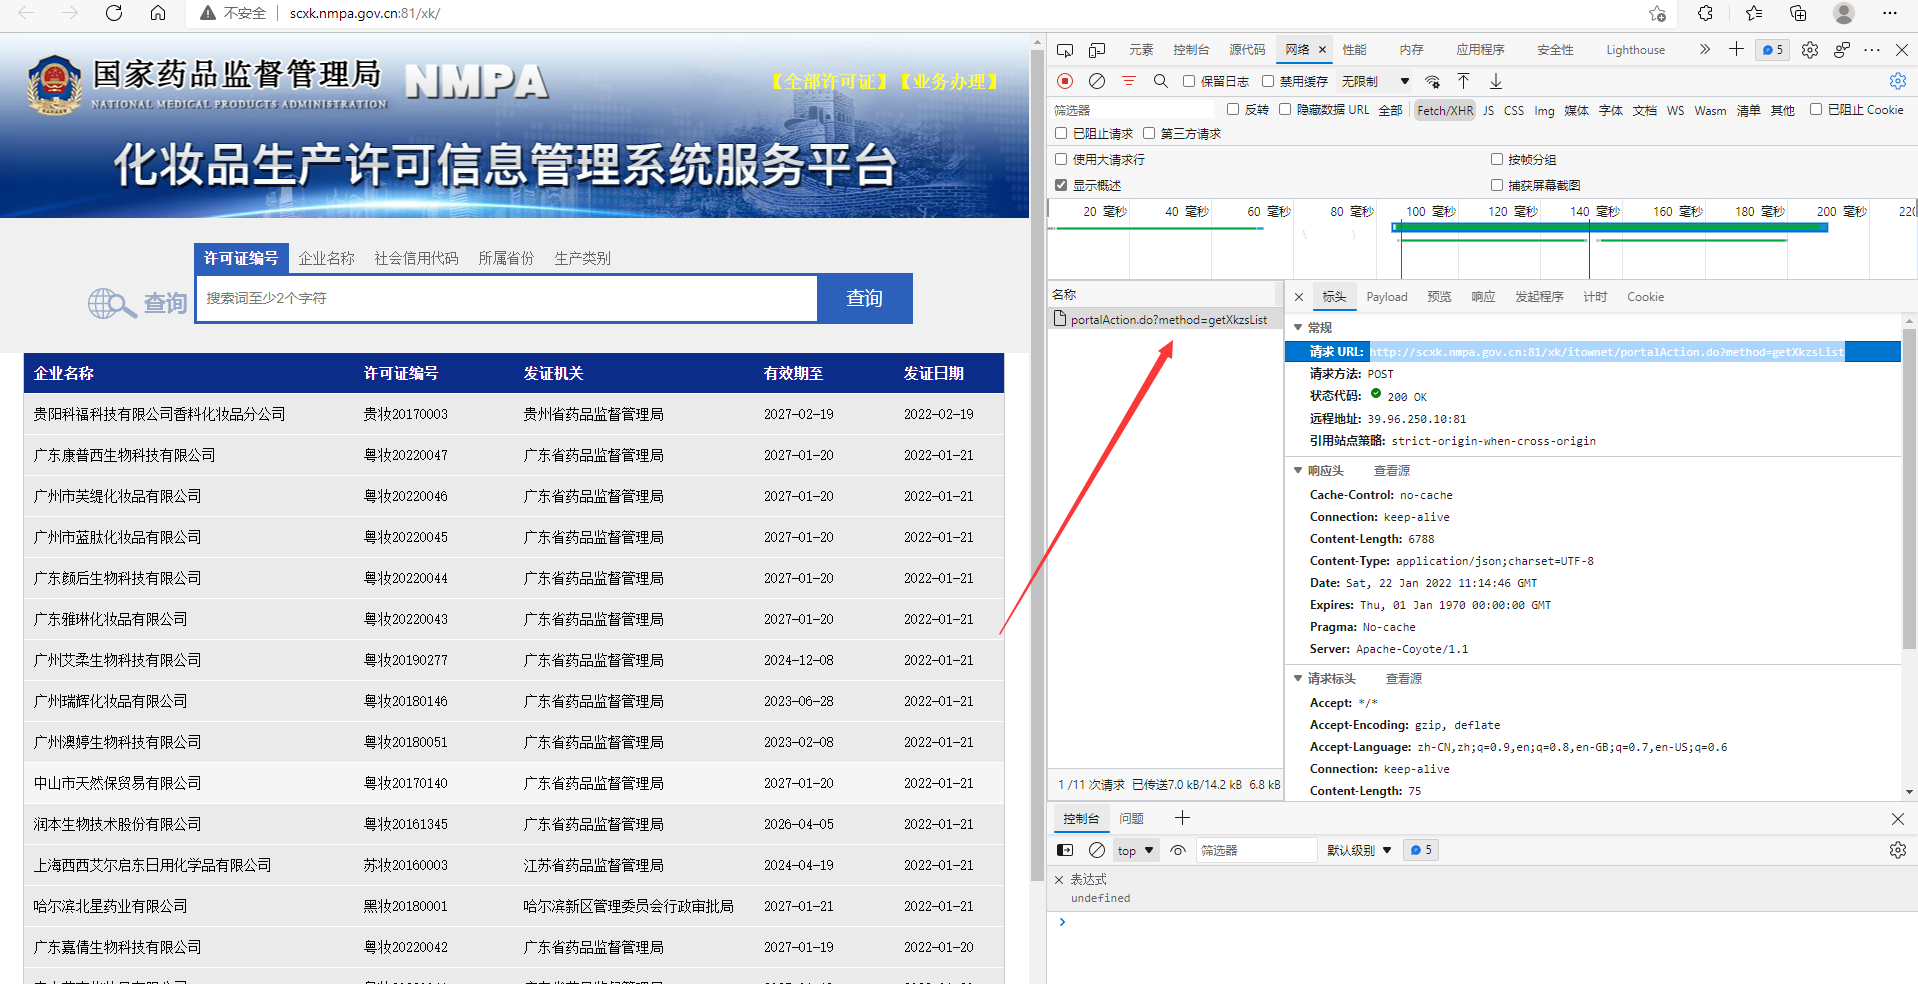 不安全 scxk.nmpa.gov.cn:81/xk/
国家药品监督管理局 NMPA
NATIONAL MEDICAL PRODUCTS ADMINISTRATION
【全部许可证】【业务办理】
化妆品生产许可信息管理系统服务平台
许可证编号 企业名称 社会信用代码 所属省份 生产类别
查询 搜索词至少2个字符 查询
企业名称 许可证编号 发证机关 有效期至 发证日期
贵阳科福科技有限公司香料化妆品分公司 贵妆20170003 贵州省药品监督管理局 2027-02-19 2022-02-19
广东康普西生物科技有限公司 粤妆20220047 广东省药品监督管理局 2027-01-20 2022-01-21
广州市芙缇化妆品有限公司 粤妆20220046 广东省药品监督管理局 2027-01-20 2022-01-21
广州市蓝肽化妆品有限公司 粤妆20220045 广东省药品监督管理局 2027-01-20 2022-01-21
广东颜后生物科技有限公司 粤妆20220044 广东省药品监督管理局 2027-01-20 2022-01-21
广东雅琳化妆品有限公司 粤妆20220043 广东省药品监督管理局 2027-01-20 2022-01-21
广州艾柔生物科技有限公司 粤妆20190277 广东省药品监督管理局 2024-12-08 2022-01-21
广州瑞辉化妆品有限公司 粤妆20180146 广东省药品监督管理局 2023-06-28 2022-01-21
广州澳婷生物科技有限公司 粤妆20180051 广东省药品监督管理局 2023-02-08 2022-01-21
中山市天然保贸易有限公司 粤妆20170140 广东省药品监督管理局 2027-01-20 2022-01-21
润本生物技术股份有限公司 粤妆20161345 广东省药品监督管理局 2026-04-05 2022-01-21
上海西西艾尔启东日用化学品有限公司 苏妆20160003 江苏省药品监督管理局 2024-04-19 2022-01-21
哈尔滨北星药业有限公司 黑妆20180001 哈尔滨新区管理委员会行政审批局 2027-01-21 2022-01-21
广东嘉倩生物科技有限公司 粤妆20220042 广东省药品监督管理局 2027-01-19 2022-01-20
元素 控制台 源代码 网络 性能 内存 应用程序 安全性 Lighthouse 5
保留日志 禁用缓存 无限制
筛选器 反转 隐藏数据 URL 全部 Fetch/XHR JS CSS Img 媒体 字体 文档 WS Wasm 清单 其他 已阻止 Cookie
已阻止请求 第三方请求
使用大请求行 按帧分组
显示概述 捕获屏幕截图
20 毫秒 40 毫秒 60 毫秒 80 毫秒 100 毫秒 120 毫秒 140 毫秒 160 毫秒 180 毫秒 200 毫秒 220
名称
portalAction.do?method=getXkzsList
1 /11 次请求 已传送7.0 kB/14.2 kB 6.8 kB
标头 Payload 预览 响应 发起程序 计时 Cookie
常规
请求 URL: http://scxk.nmpa.gov.cn:81/xk/itownet/portalAction.do?method=getXkzsList
请求方法: POST
状态代码: 200 OK
远程地址: 39.96.250.10:81
引用站点策略: strict-origin-when-cross-origin
响应头 查看源
Cache-Control: no-cache
Connection: keep-alive
Content-Length: 6788
Content-Type: application/json;charset=UTF-8
Date: Sat, 22 Jan 2022 11:14:46 GMT
Expires: Thu, 01 Jan 1970 00:00:00 GMT
Pragma: No-cache
Server: Apache-Coyote/1.1
请求标头 查看源
Accept: */*
Accept-Encoding: gzip, deflate
Accept-Language: zh-CN,zh;q=0.9,en;q=0.8,en-GB;q=0.7,en-US;q=0.6
Connection: keep-alive
Content-Length: 75
控制台 问题
top 筛选器 默认级别 5
表达式
undefined